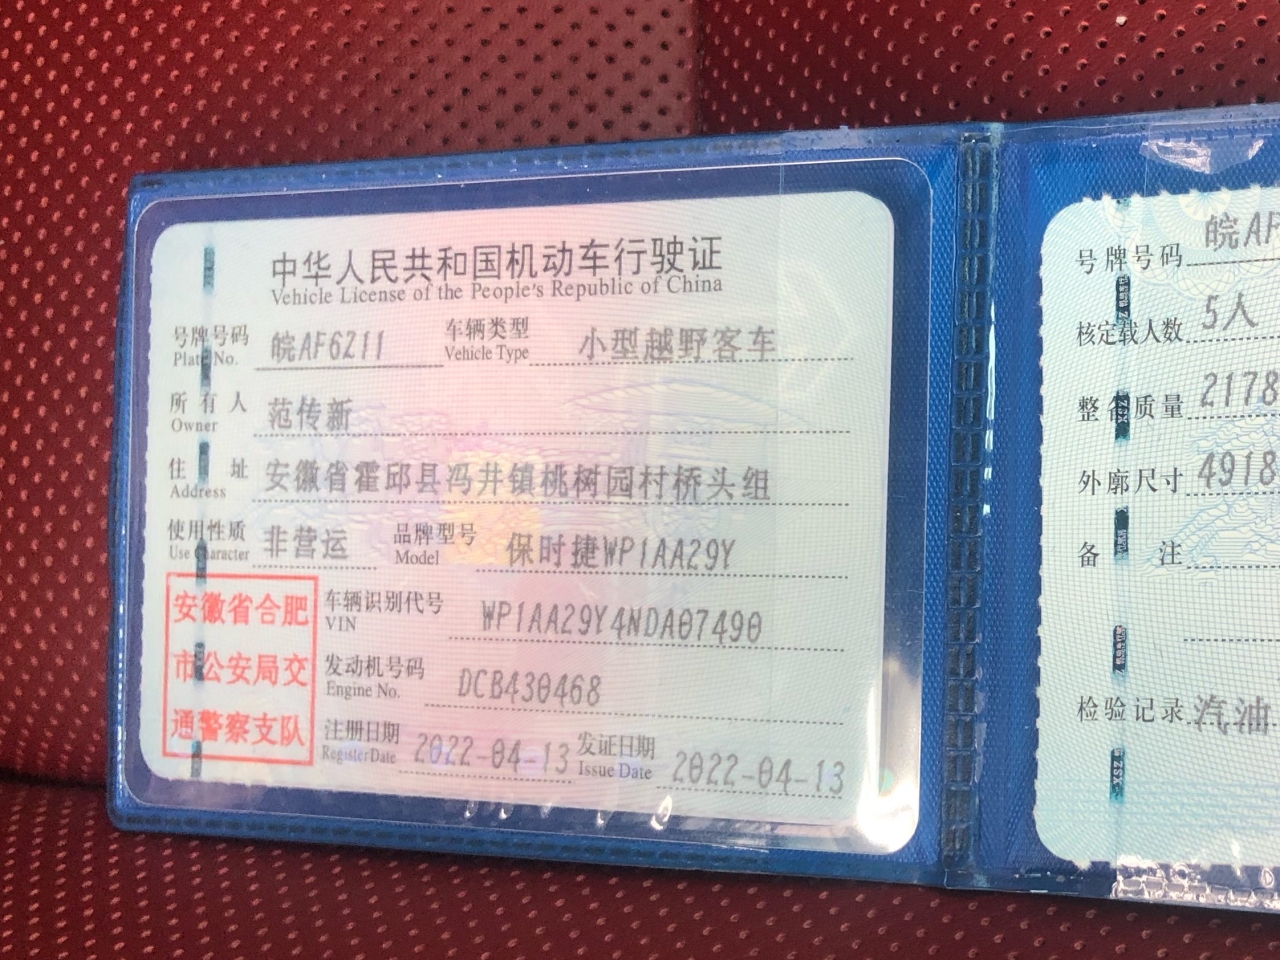 中华人民共和国机动车行驶证
Vehicle License of the People's Republic of China
号牌号码 皖AF6Z11 车辆类型 小型越野客车
Plate No. Vehicle Type
所有人 范传新
Owner
住址 安徽省霍邱县冯井镇桃树园村桥头组
Address
使用性质 非营运 品牌型号 保时捷WP1AA29Y
Use Character Model
安徽省合肥
市公安局交
通警察支队
车辆识别代号 WP1AA29Y4NDA07490
VIN
发动机号码 DCB430468
Engine No.
注册日期 2022-04-13 发证日期 2022-04-13
Register Date Issue Date
号牌号码 皖AF
核定载人数 5人
整备质量 2178
外廓尺寸 4918
备注
检验记录 汽油